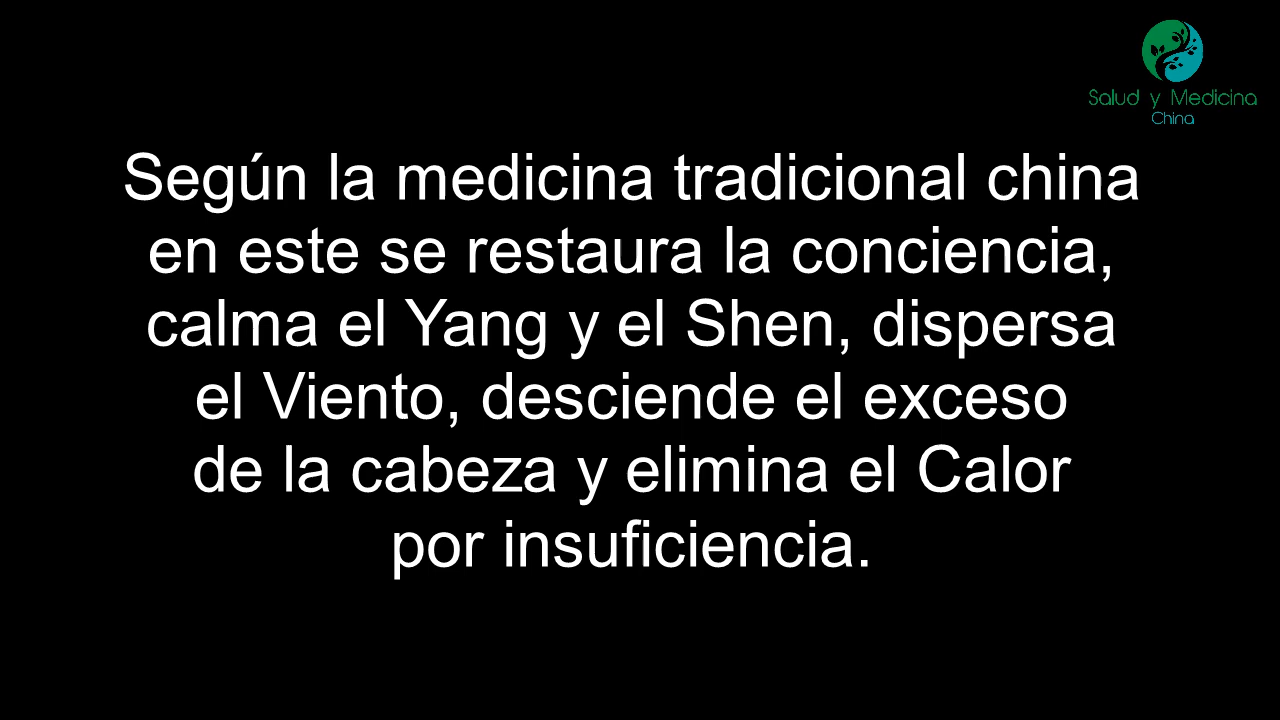 Salud y Medicina
China
Según la medicina tradicional china
en este se restaura la conciencia,
calma el Yang y el Shen, dispersa
el Viento, desciende el exceso
de la cabeza y elimina el Calor
por insuficiencia.